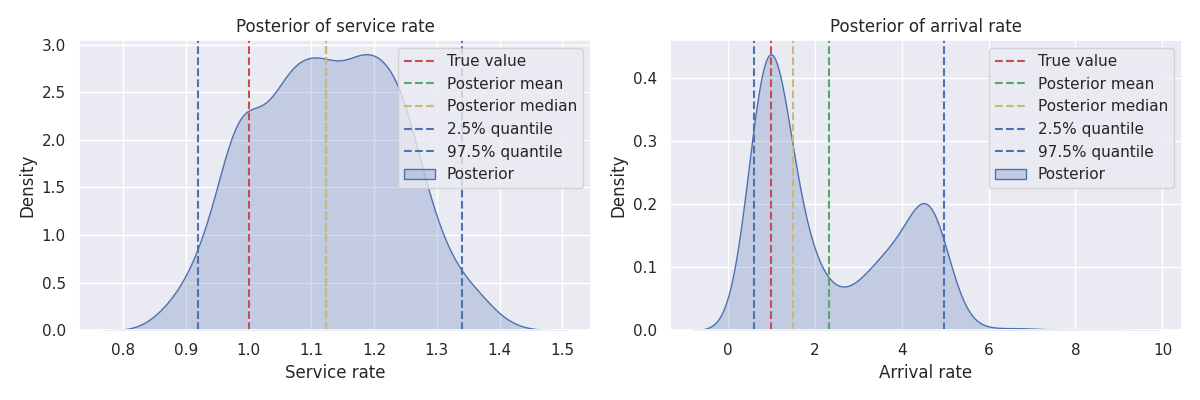 Posterior of service rate
Density
3.0
2.5
2.0
1.5
1.0
0.5
0.0
True value
Posterior mean
Posterior median
2.5% quantile
97.5% quantile
Posterior
0.8 0.9 1.0 1.1 1.2 1.3 1.4 1.5
Service rate
Posterior of arrival rate
Density
0.4
0.3
0.2
0.1
0.0
True value
Posterior mean
Posterior median
2.5% quantile
97.5% quantile
Posterior
0 2 4 6 8 10
Arrival rate